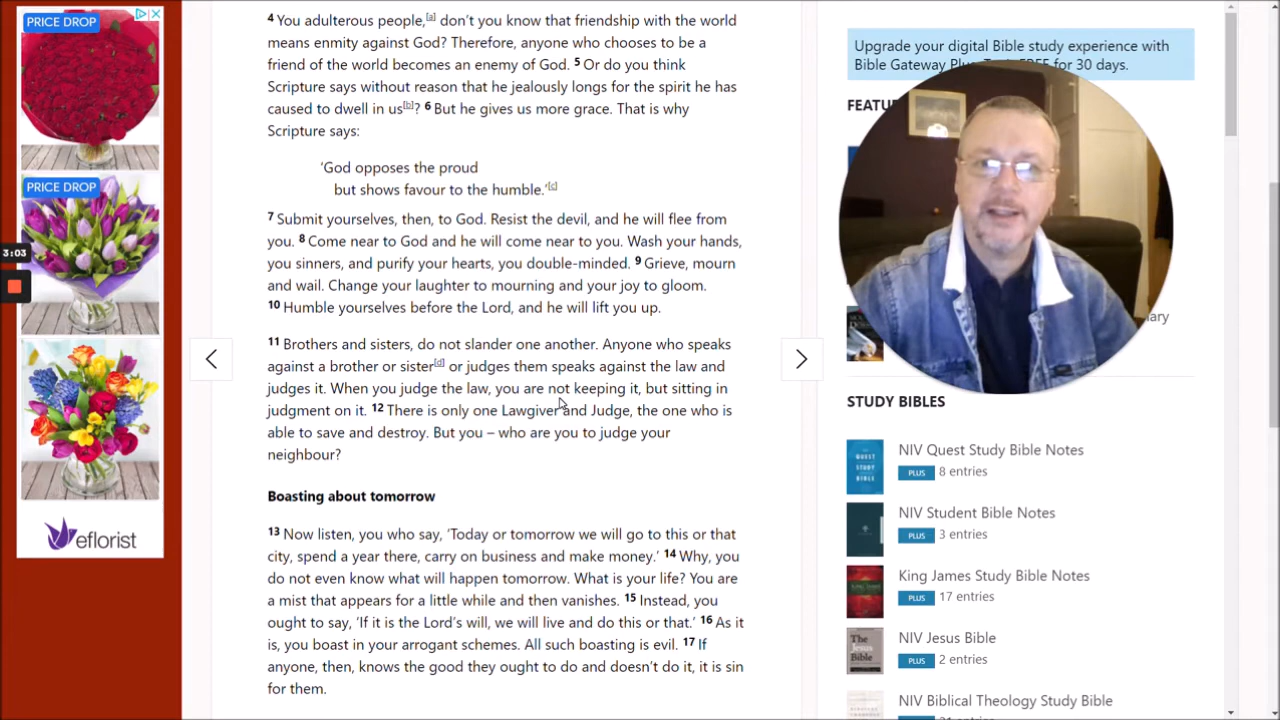 PRICE DROP
PRICE DROP
eflorist
3:03
4 You adulterous people,[a] don't you know that friendship with the world
means enmity against God? Therefore, anyone who chooses to be a
friend of the world becomes an enemy of God. 5 Or do you think
Scripture says without reason that he jealously longs for the spirit he has
caused to dwell in us[b]? 6 But he gives us more grace. That is why
Scripture says:
‘God opposes the proud
but shows favour to the humble.’[c]
7 Submit yourselves, then, to God. Resist the devil, and he will flee from
you. 8 Come near to God and he will come near to you. Wash your hands,
you sinners, and purify your hearts, you double-minded. 9 Grieve, mourn
and wail. Change your laughter to mourning and your joy to gloom.
10 Humble yourselves before the Lord, and he will lift you up.
11 Brothers and sisters, do not slander one another. Anyone who speaks
against a brother or sister[d] or judges them speaks against the law and
judges it. When you judge the law, you are not keeping it, but sitting in
judgment on it. 12 There is only one Lawgiver and Judge, the one who is
able to save and destroy. But you – who are you to judge your
neighbour?
Boasting about tomorrow
13 Now listen, you who say, ‘Today or tomorrow we will go to this or that
city, spend a year there, carry on business and make money.’ 14 Why, you
do not even know what will happen tomorrow. What is your life? You are
a mist that appears for a little while and then vanishes. 15 Instead, you
ought to say, ‘If it is the Lord’s will, we will live and do this or that.’ 16 As it
is, you boast in your arrogant schemes. All such boasting is evil. 17 If
anyone, then, knows the good they ought to do and doesn’t do it, it is sin
for them.
Upgrade your digital Bible study experience with
Bible Gateway for 30 days.
FEATU
STUDY BIBLES
NIV Quest Study Bible Notes
PLUS 8 entries
NIV Student Bible Notes
PLUS 3 entries
King James Study Bible Notes
PLUS 17 entries
The Jesus Bible
NIV Jesus Bible
PLUS 2 entries
NIV Biblical Theology Study Bible